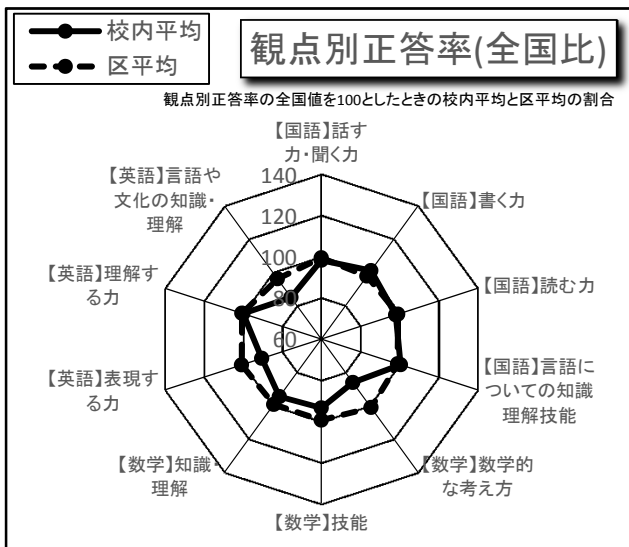 校内平均
区平均
観点別正答率(全国比)
観点別正答率の全国値を100としたときの校内平均と区平均の割合
【国語】話す
力・聞く力
【国語】書く力
【国語】読む力
【国語】言語に
ついての知識
理解技能
【数学】数学的
な考え方
【数学】技能
【数学】知識・
理解
【英語】表現す
る力
【英語】理解す
る力
【英語】言語や
文化の知識・
理解
140
120
100
80
60